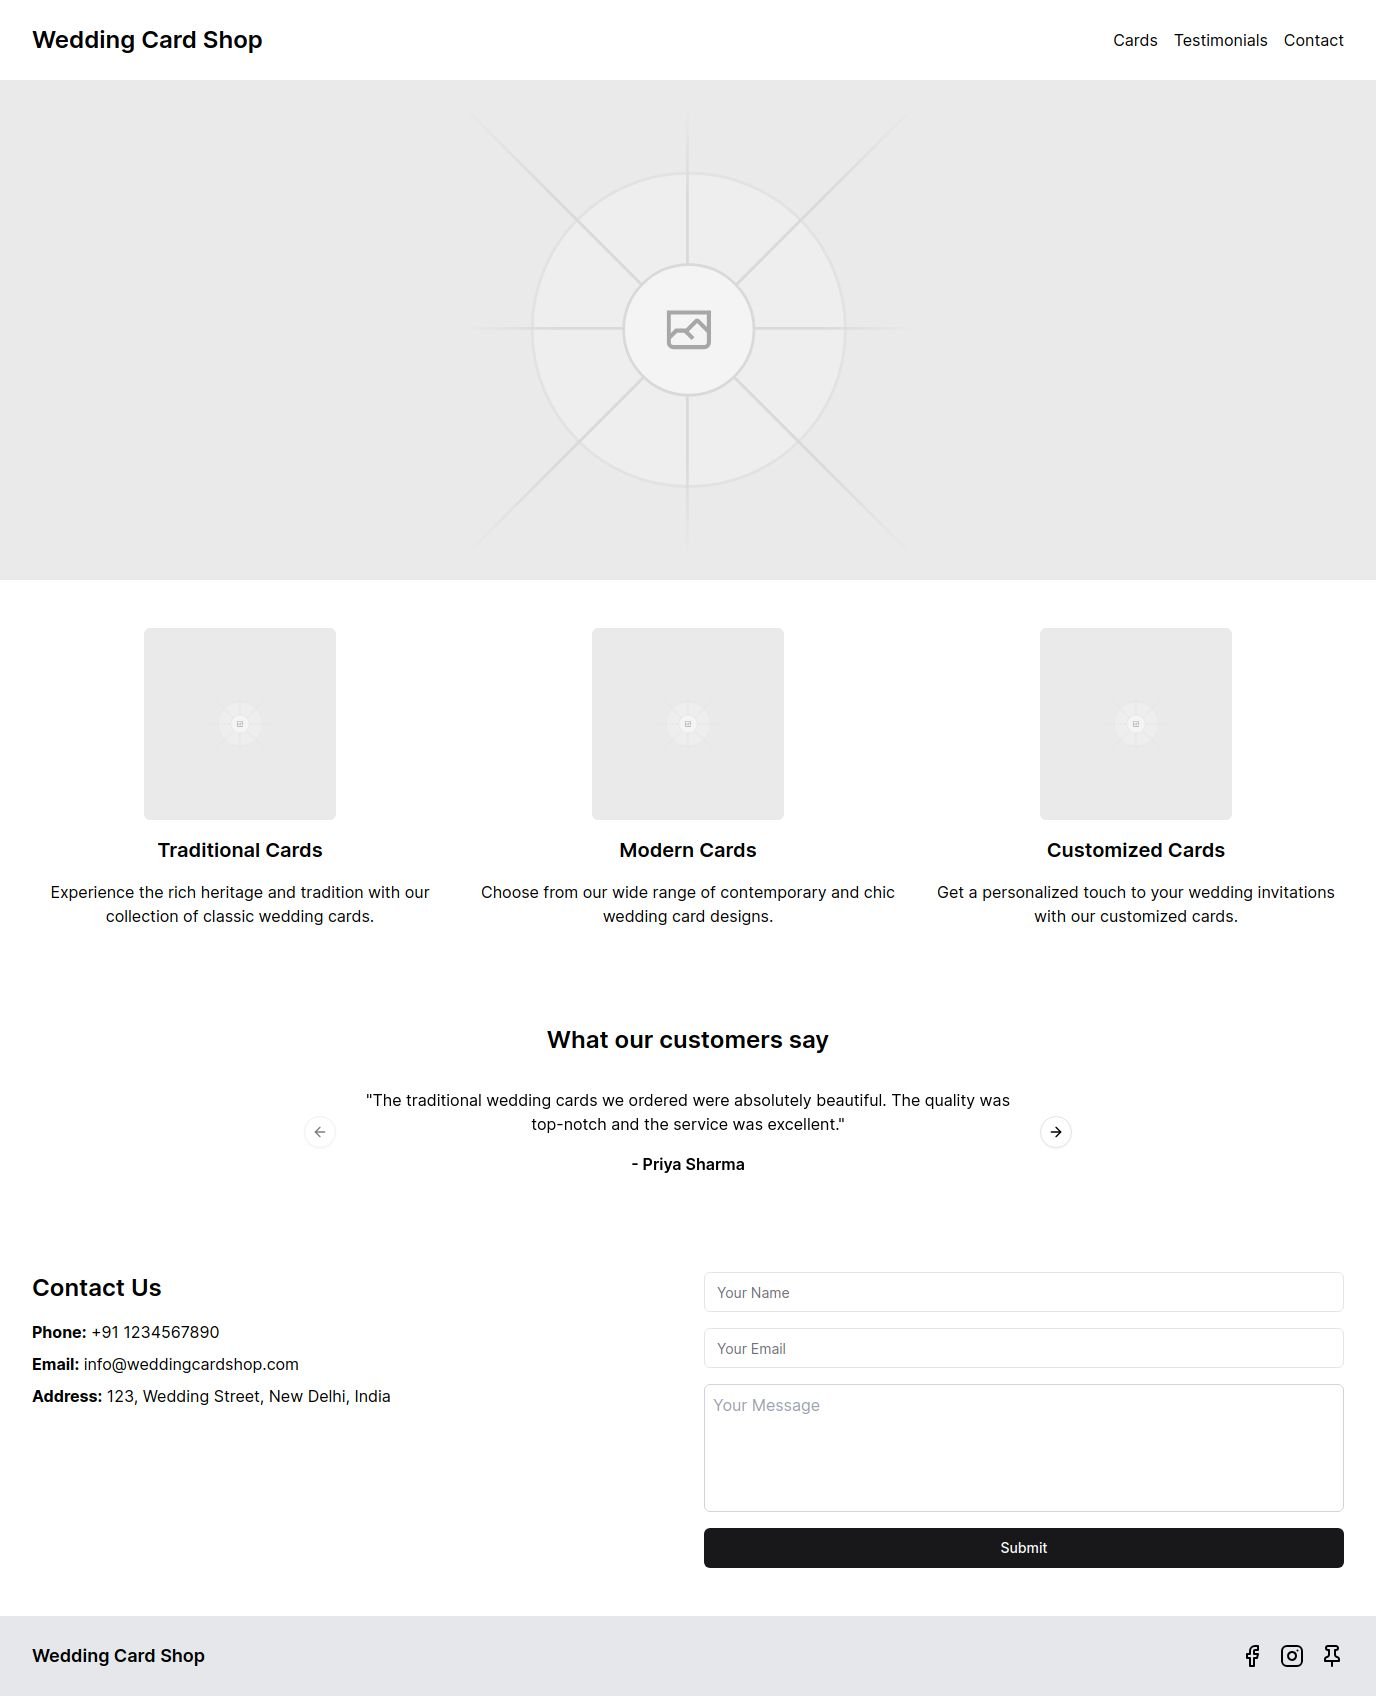 Wedding Card Shop
Cards Testimonials Contact
Traditional Cards
Experience the rich heritage and tradition with our
collection of classic wedding cards.
Modern Cards
Choose from our wide range of contemporary and chic
wedding card designs.
Customized Cards
Get a personalized touch to your wedding invitations
with our customized cards.
What our customers say
"The traditional wedding cards we ordered were absolutely beautiful. The quality was
top-notch and the service was excellent."
- Priya Sharma
Contact Us
Phone: +91 1234567890
Email: info@weddingcardshop.com
Address: 123, Wedding Street, New Delhi, India
Your Name
Your Email
Your Message
Submit
Wedding Card Shop